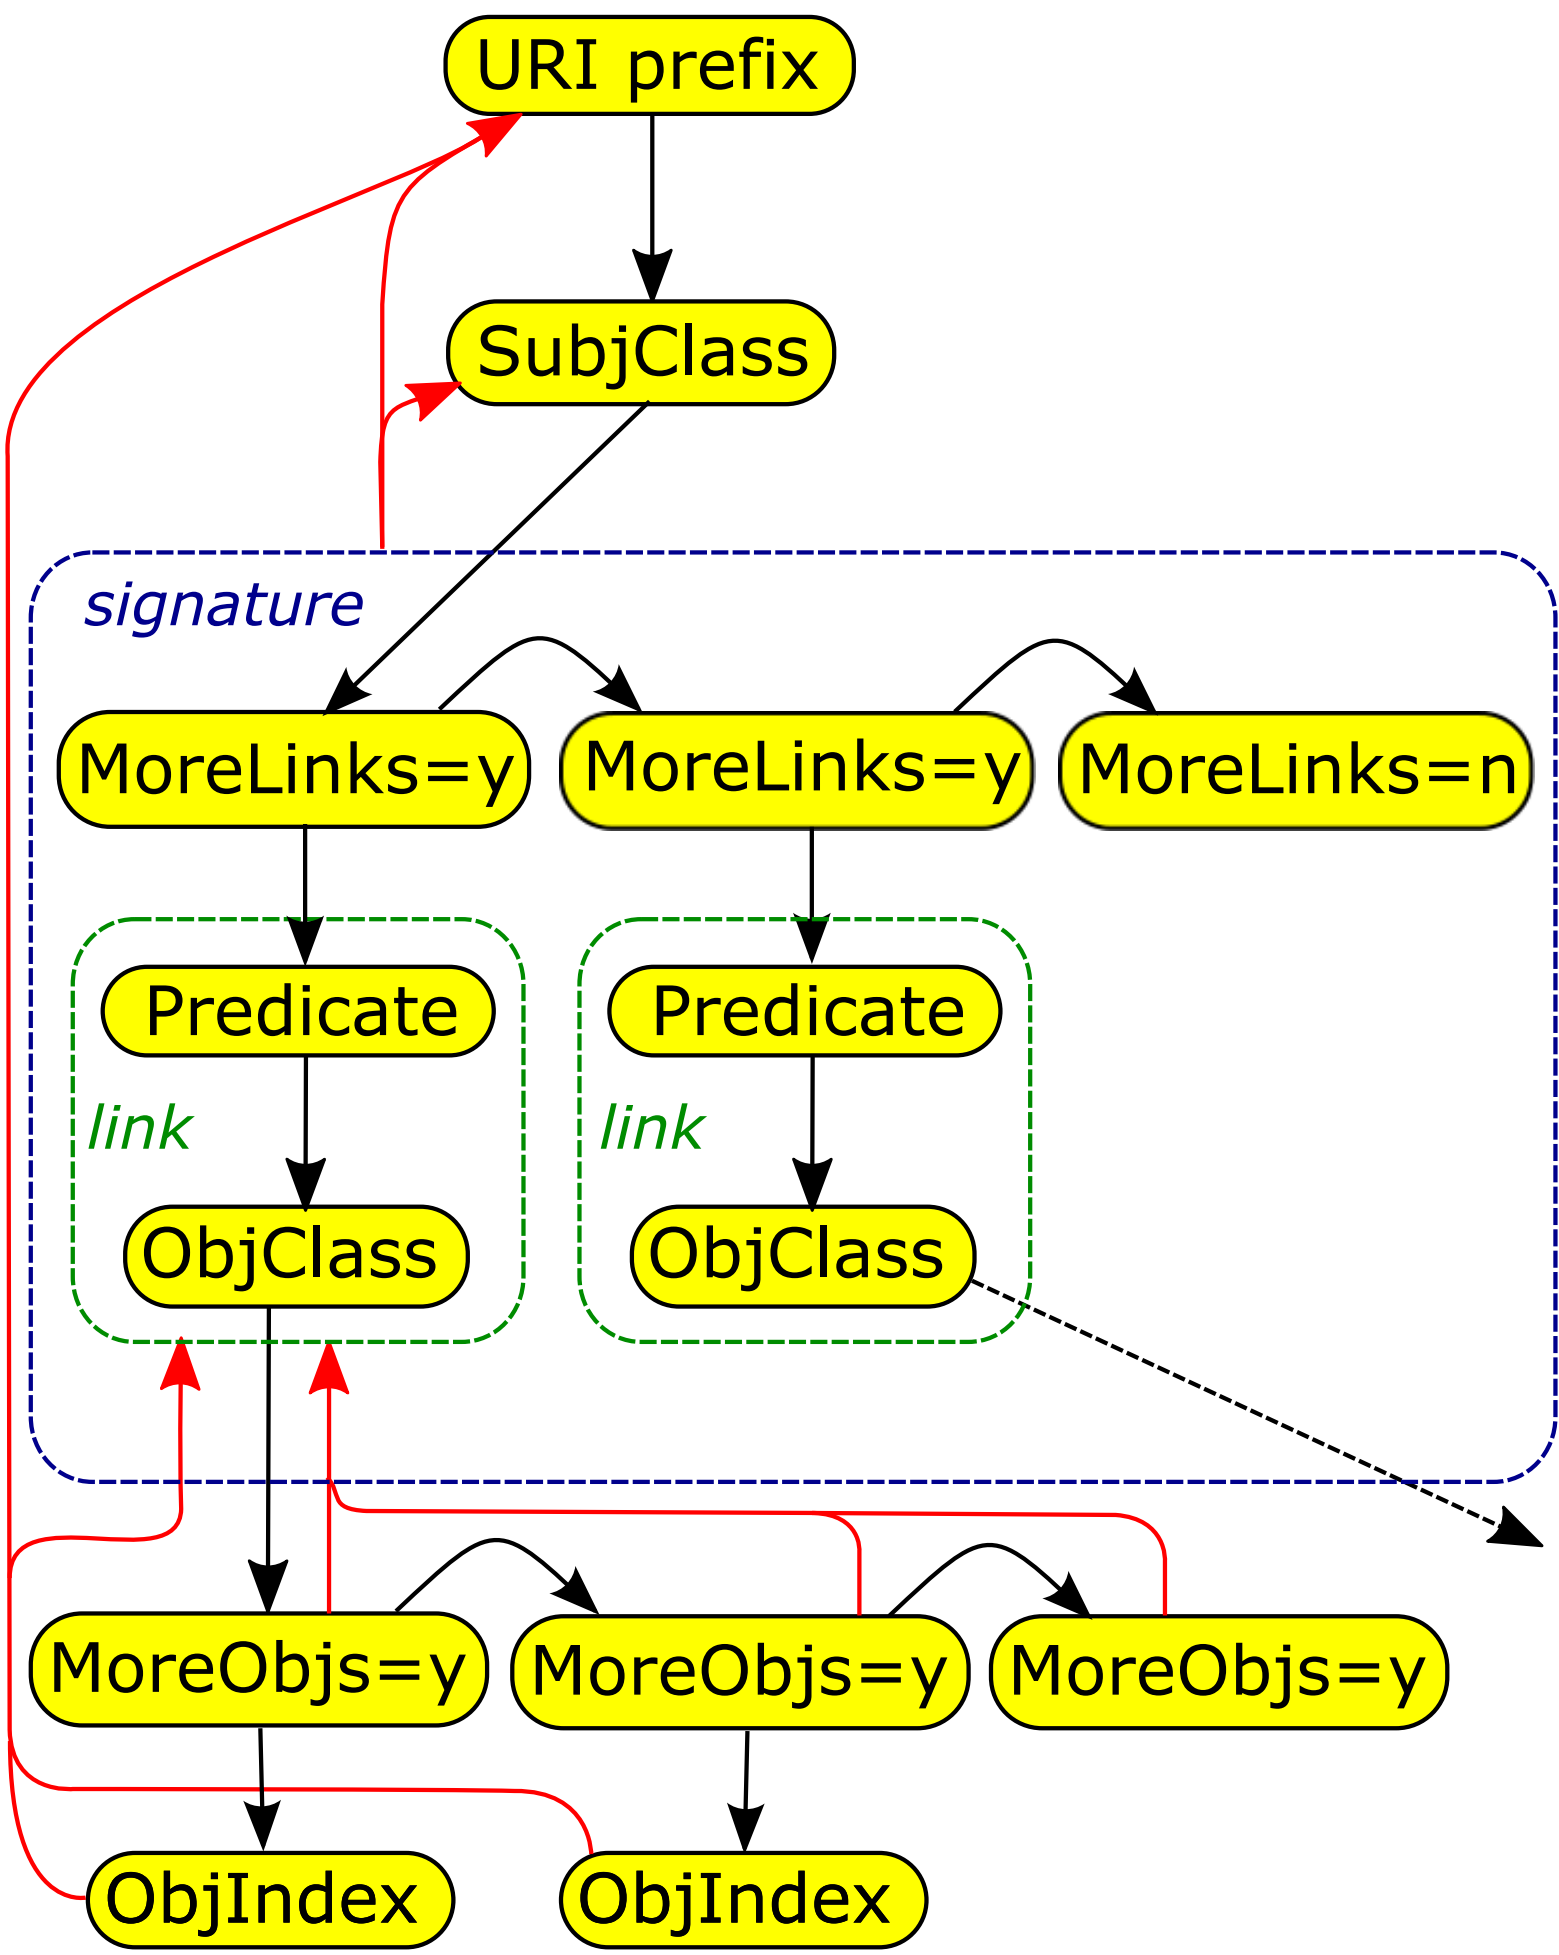 URI prefix
SubjClass
signature
MoreLinks=y
MoreLinks=y
MoreLinks=n
Predicate
Predicate
link
link
ObjClass
ObjClass
MoreObjs=y
MoreObjs=y
MoreObjs=y
ObjIndex
ObjIndex